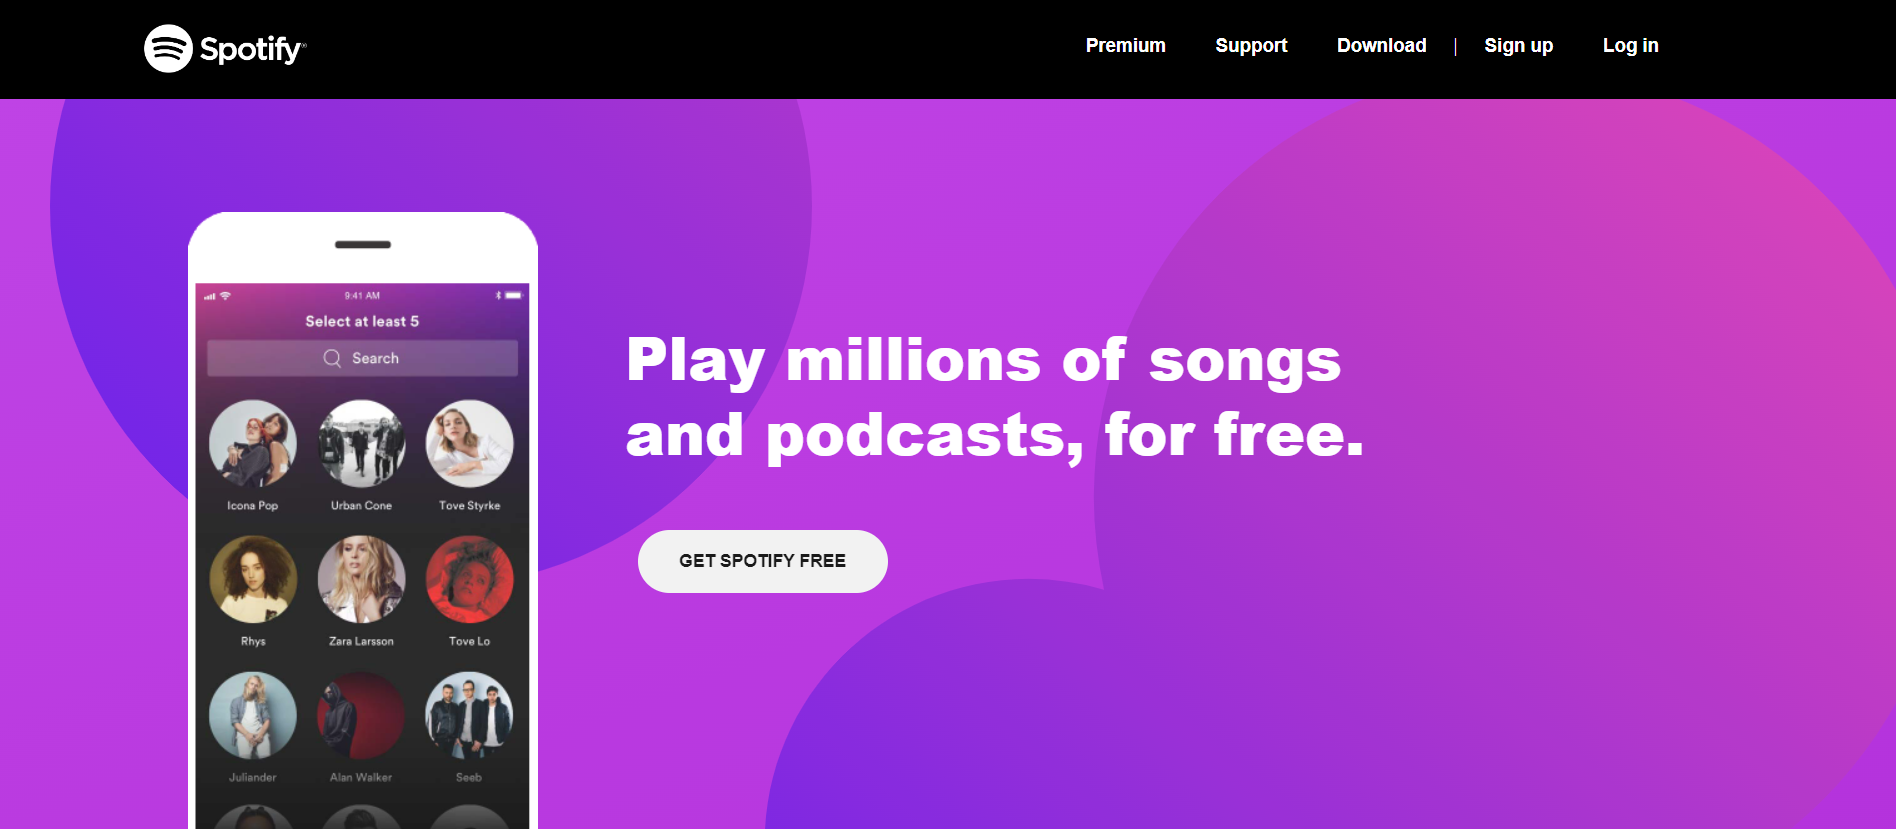 Spotify®
Premium Support Download | Sign up Log in
9:41 AM
Select at least 5
Search
Icona Pop Urban Cone Tove Styrke
Rhys Zara Larsson Tove Lo
Juliander Alan Walker Seeb
Play millions of songs
and podcasts, for free.
GET SPOTIFY FREE